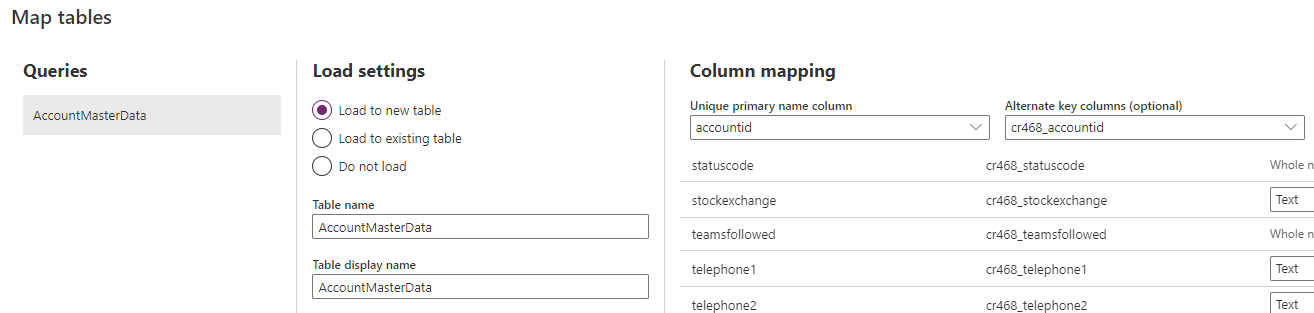 Map tables
Queries
AccountMasterData
Load settings
Load to new table
Load to existing table
Do not load
Table name
AccountMasterData
Table display name
AccountMasterData
Column mapping
Unique primary name column
Alternate key columns (optional)
accountid
cr468_accountid
statuscode cr468_statuscode Whole n
stockexchange cr468_stockexchange Text
teamsfollowed cr468_teamsfollowed Whole n
telephone1 cr468_telephone1 Text
telephone2 cr468_telephone2 Text